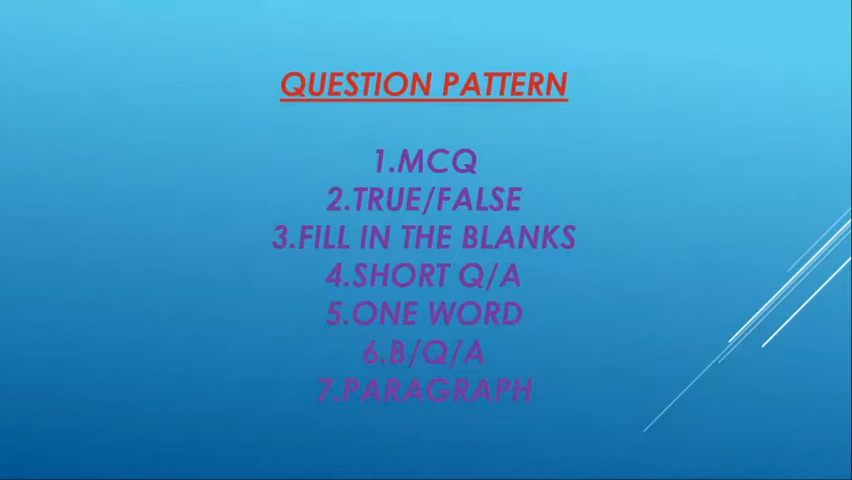 QUESTION PATTERN
1.MCQ
2.TRUE/FALSE
3.FILL IN THE BLANKS
4.SHORT Q/A
5.ONE WORD
6.B/Q/A
7.PARAGRAPH